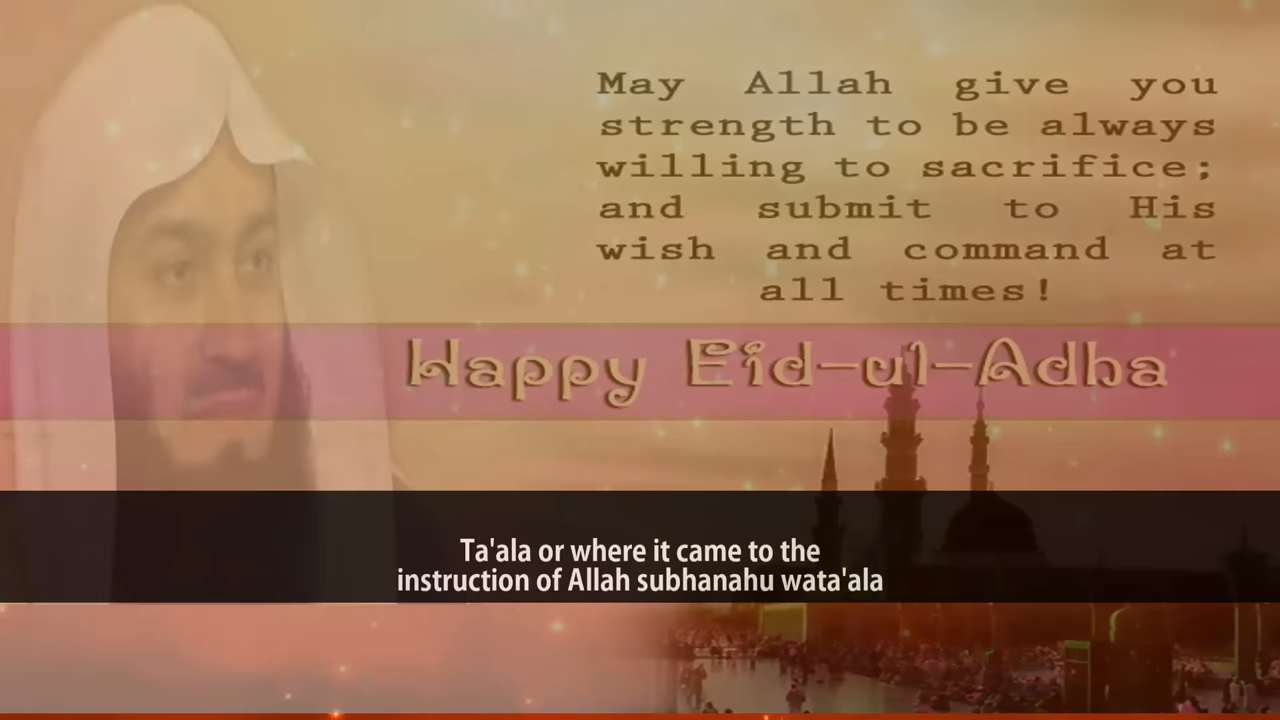 May Allah give you
strength to be always
willing to sacrifice;
and submit to His
wish and command at
all times!
Happy Eid-ul-Adha
Ta'ala or where it came to the
instruction of Allah subhanahu wata'ala